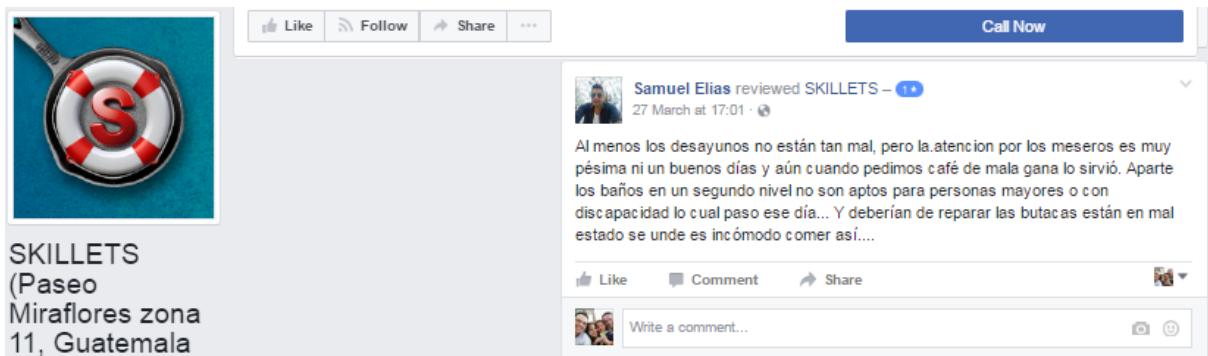 Like Follow Share ... Call Now
S
SKILLETS
(Paseo
Miraflores zona
11, Guatemala
Samuel Elias reviewed SKILLETS – 1★
27 March at 17:01 ·
Al menos los desayunos no están tan mal, pero la.atencion por los meseros es muy
pésima ni un buenos días y aún cuando pedimos café de mala gana lo sirvió. Aparte
los baños en un segundo nivel no son aptos para personas mayores o con
discapacidad lo cual paso ese día... Y deberían de reparar las butacas están en mal
estado se unde es incómodo comer así....
Like Comment Share
Write a comment...